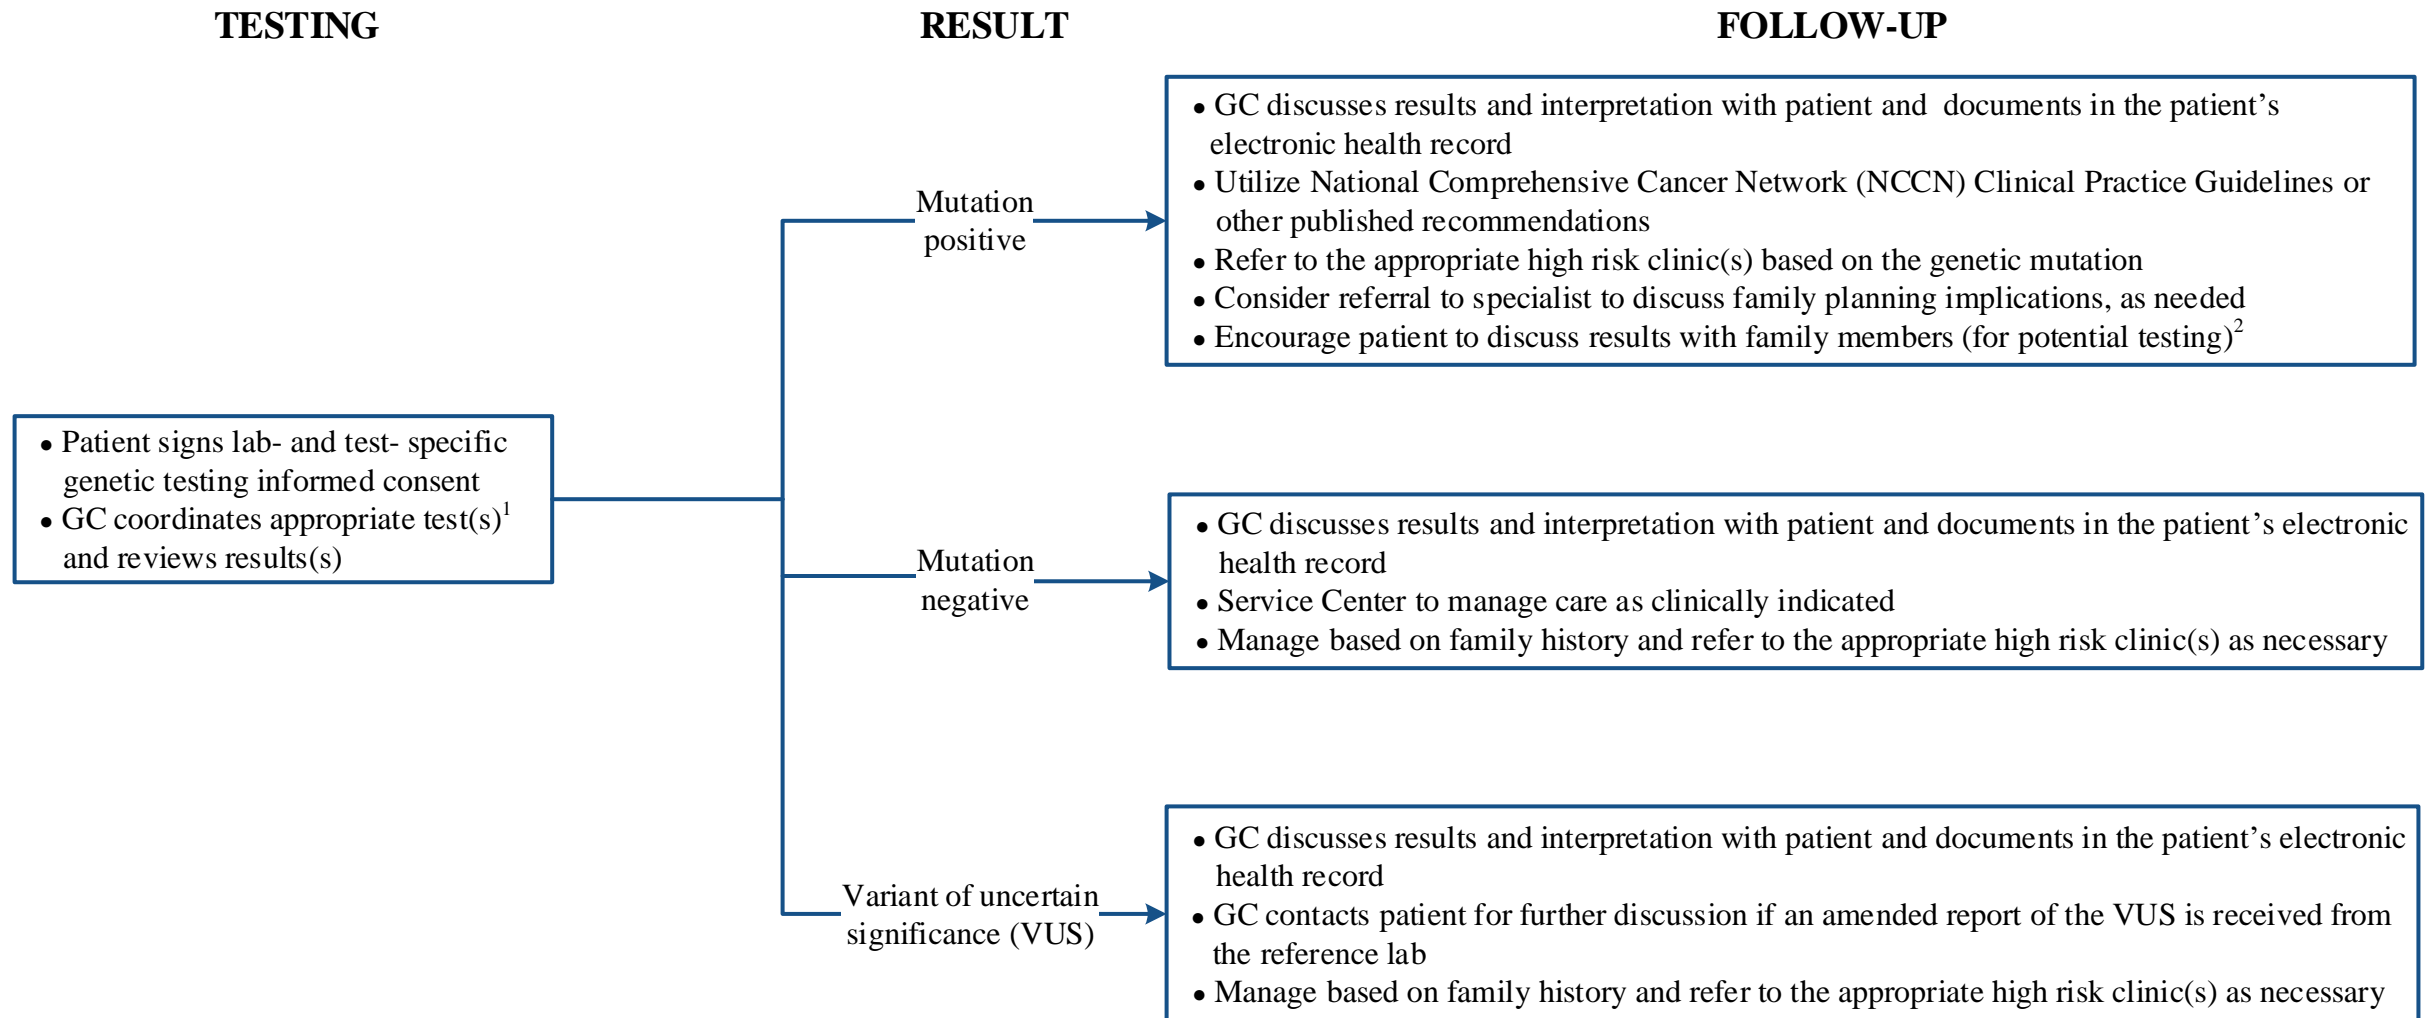 TESTING
RESULT
FOLLOW-UP
• Patient signs lab- and test- specific
genetic testing informed consent
• GC coordinates appropriate test(s)1
and reviews results(s)
Mutation
positive
• GC discusses results and interpretation with patient and documents in the patient’s
electronic health record
• Utilize National Comprehensive Cancer Network (NCCN) Clinical Practice Guidelines or
other published recommendations
• Refer to the appropriate high risk clinic(s) based on the genetic mutation
• Consider referral to specialist to discuss family planning implications, as needed
• Encourage patient to discuss results with family members (for potential testing)2
Mutation
negative
• GC discusses results and interpretation with patient and documents in the patient’s electronic
health record
• Service Center to manage care as clinically indicated
• Manage based on family history and refer to the appropriate high risk clinic(s) as necessary
Variant of uncertain
significance (VUS)
• GC discusses results and interpretation with patient and documents in the patient’s electronic
health record
• GC contacts patient for further discussion if an amended report of the VUS is received from
the reference lab
• Manage based on family history and refer to the appropriate high risk clinic(s) as necessary